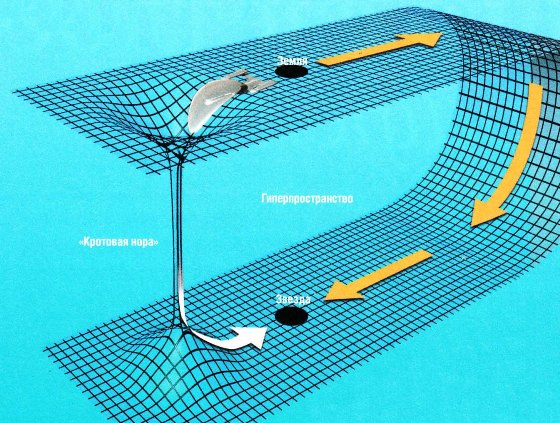 Земля
Гиперпространство
«Кротовая нора»
Звезда